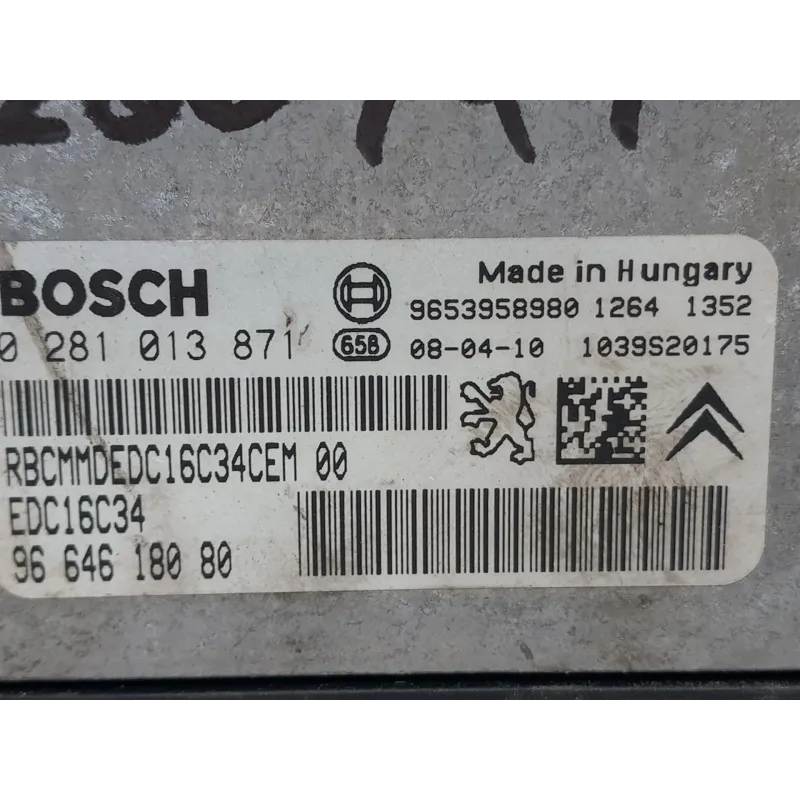 BOSCH
Made in Hungary
9653958980 1264 1352
0 281 013 871
658
08-04-10 1039S20175
RBCMMDEDC16C34CEM 00
EDC16C34
96 646 180 80